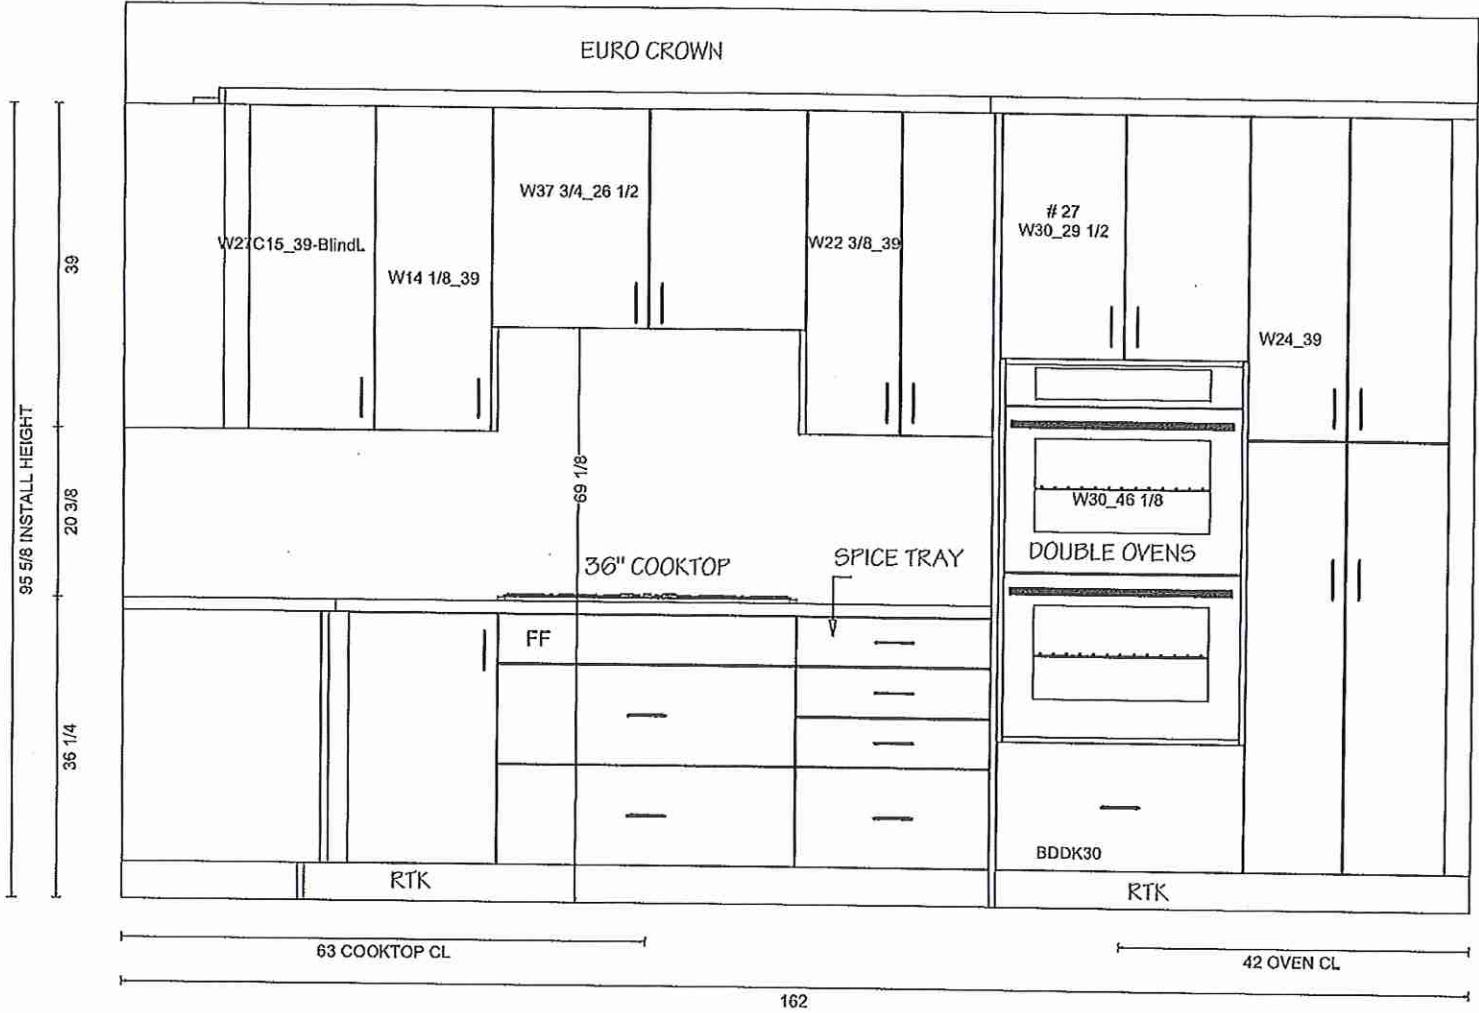 EURO CROWN
W37 3/4_26 1/2
# 27
W30_29 1/2
W27C15_39-BlindL
W14 1/8_39
W22 3/8_39
39
W24_39
95 5/8 INSTALL HEIGHT
20 3/8
69 1/8
W30_46 1/8
DOUBLE OVENS
36" COOKTOP
SPICE TRAY
FF
36 1/4
BDDK30
RTK
RTK
63 COOKTOP CL
42 OVEN CL
162